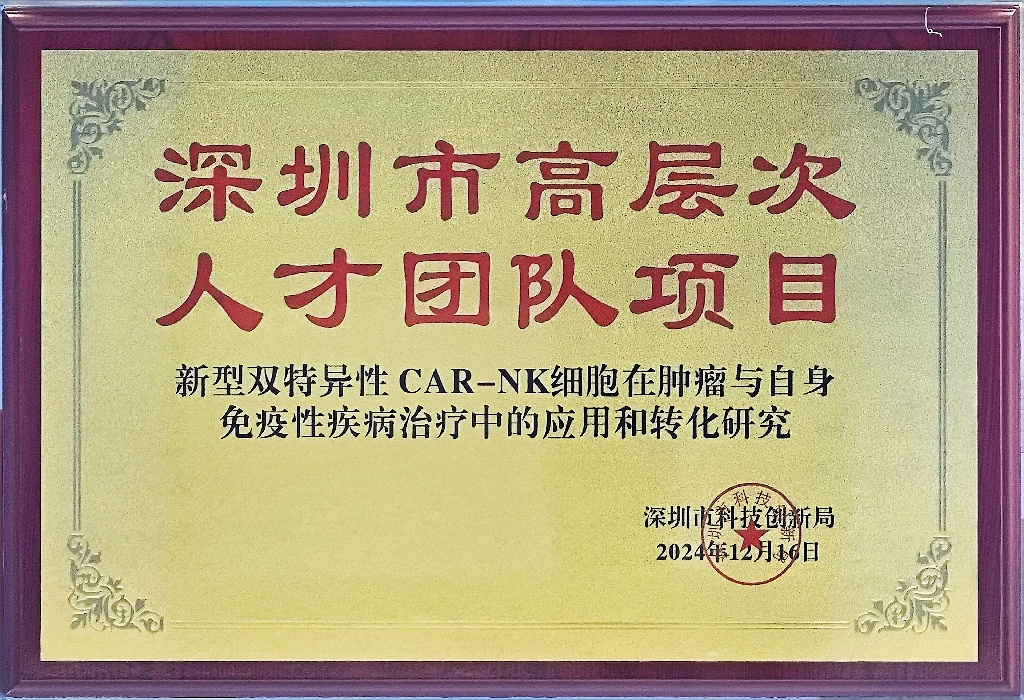 深圳市高层次
人才团队项目
新型双特异性 CAR-NK细胞在肿瘤与自身
免疫性疾病治疗中的应用和转化研究
深圳市科技创新局
2024年12月16日